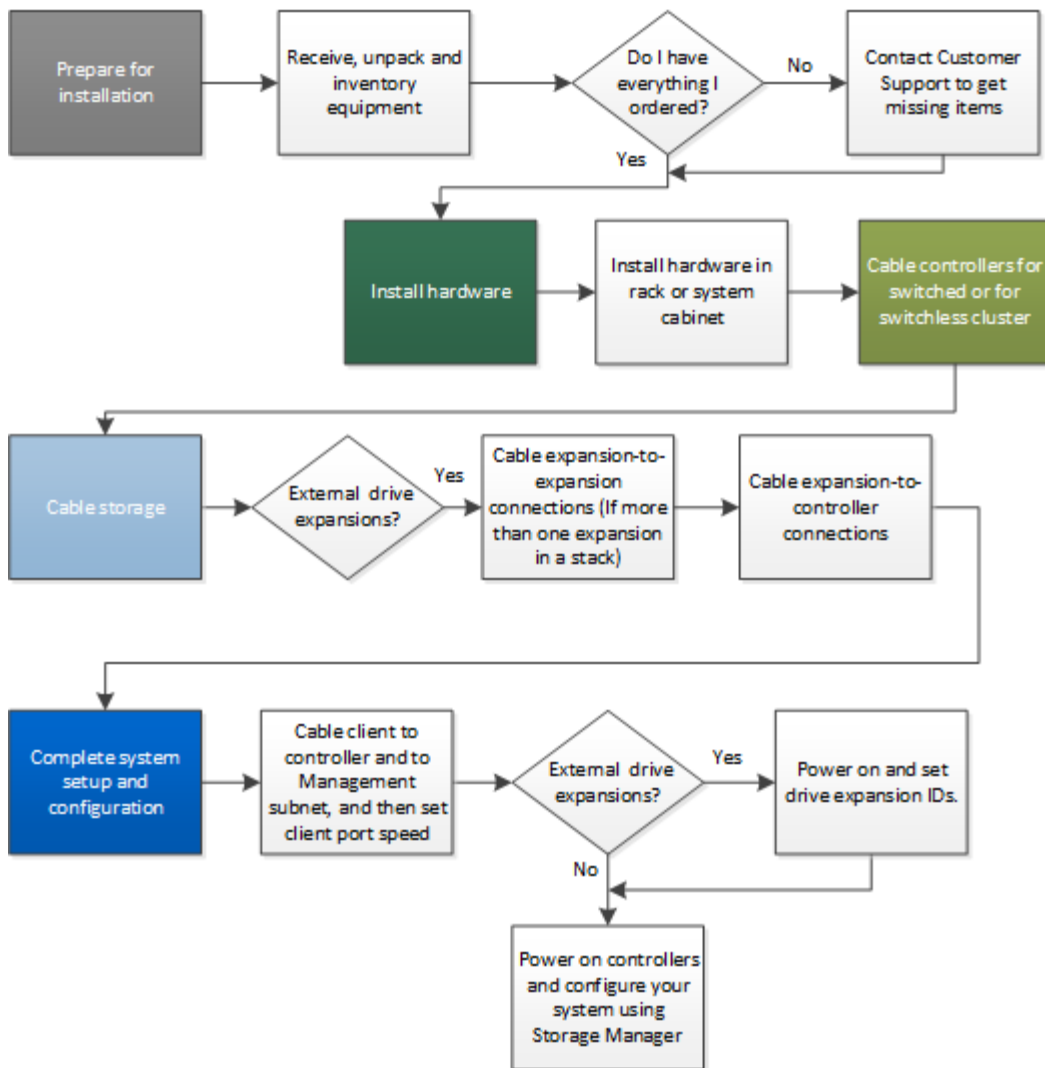 Prepare for
installation
Receive, unpack and
inventory
equipment
Do I have
everything I
ordered?
No
Contact Customer
Support to get
missing items
Yes
Install hardware
Install hardware in
rack or system
cabinet
Cable controllers for
switched or for
switchless cluster
Cable storage
External drive
expansions?
Yes
Cable expansion-to-
expansion
connections (If more
than one expansion
in a stack)
Cable expansion-to-
controller
connections
Complete system
setup and
configuration
Cable client to
controller and to
Management
subnet, and then set
client port speed
External drive
expansions?
Yes
Power on and set
drive expansion IDs.
No
Power on controllers
and configure your
system using
Storage Manager